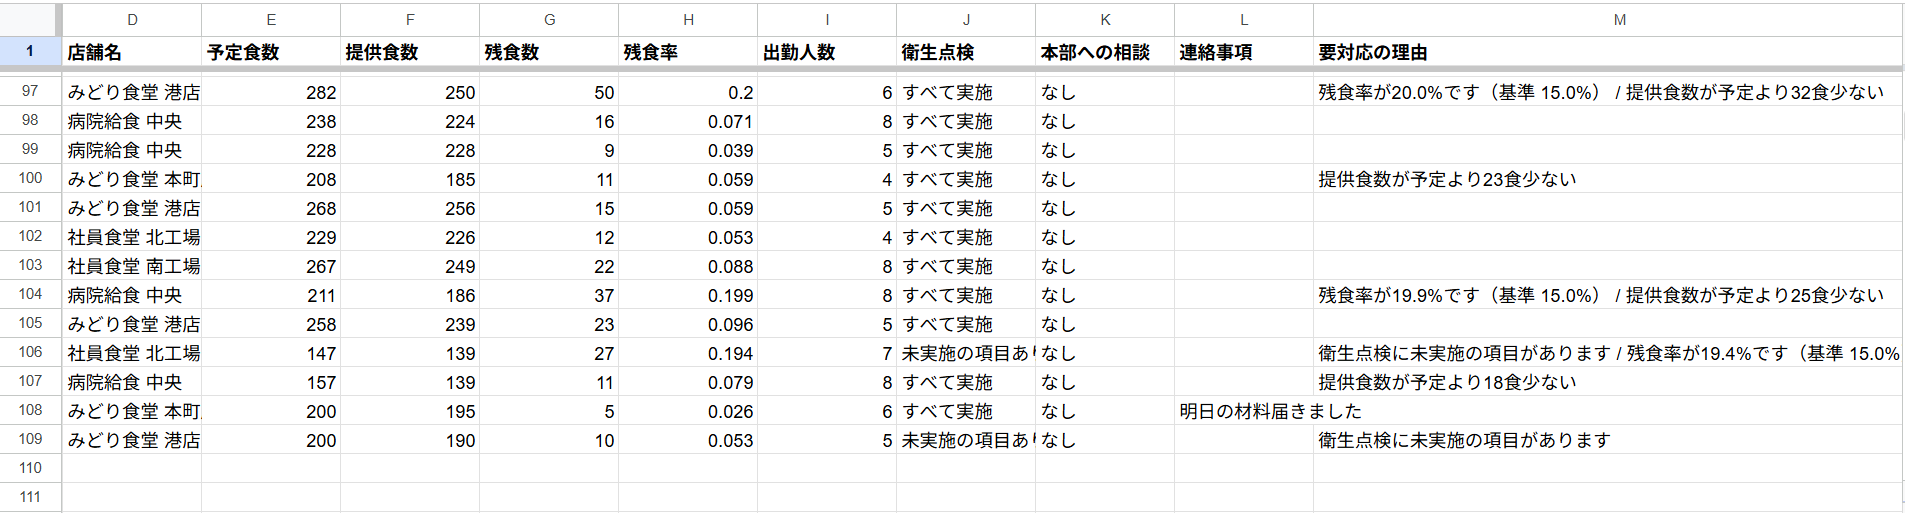 D E F G H I J K L M
1 店舗名 予定食数 提供食数 残食数 残食率 出勤人数 衛生点検 本部への相談 連絡事項 要対応の理由
97 みどり食堂 港店 282 250 50 0.2 6 すべて実施 なし 残食率が20.0%です（基準 15.0%） / 提供食数が予定より32食少ない
98 病院給食 中央 238 224 16 0.071 8 すべて実施 なし
99 病院給食 中央 228 228 9 0.039 5 すべて実施 なし
100 みどり食堂 本町 208 185 11 0.059 4 すべて実施 なし 提供食数が予定より23食少ない
101 みどり食堂 港店 268 256 15 0.059 5 すべて実施 なし
102 社員食堂 北工場 229 226 12 0.053 4 すべて実施 なし
103 社員食堂 南工場 267 249 22 0.088 8 すべて実施 なし
104 病院給食 中央 211 186 37 0.199 8 すべて実施 なし 残食率が19.9%です（基準 15.0%） / 提供食数が予定より25食少ない
105 みどり食堂 港店 258 239 23 0.096 5 すべて実施 なし
106 社員食堂 北工場 147 139 27 0.194 7 未実施の項目あ なし 衛生点検に未実施の項目があります / 残食率が19.4%です（基準 15.0%
107 病院給食 中央 157 139 11 0.079 8 すべて実施 なし 提供食数が予定より18食少ない
108 みどり食堂 本町 200 195 5 0.026 6 すべて実施 なし 明日の材料届きました
109 みどり食堂 港店 200 190 10 0.053 5 未実施の項目あ なし 衛生点検に未実施の項目があります
110
111